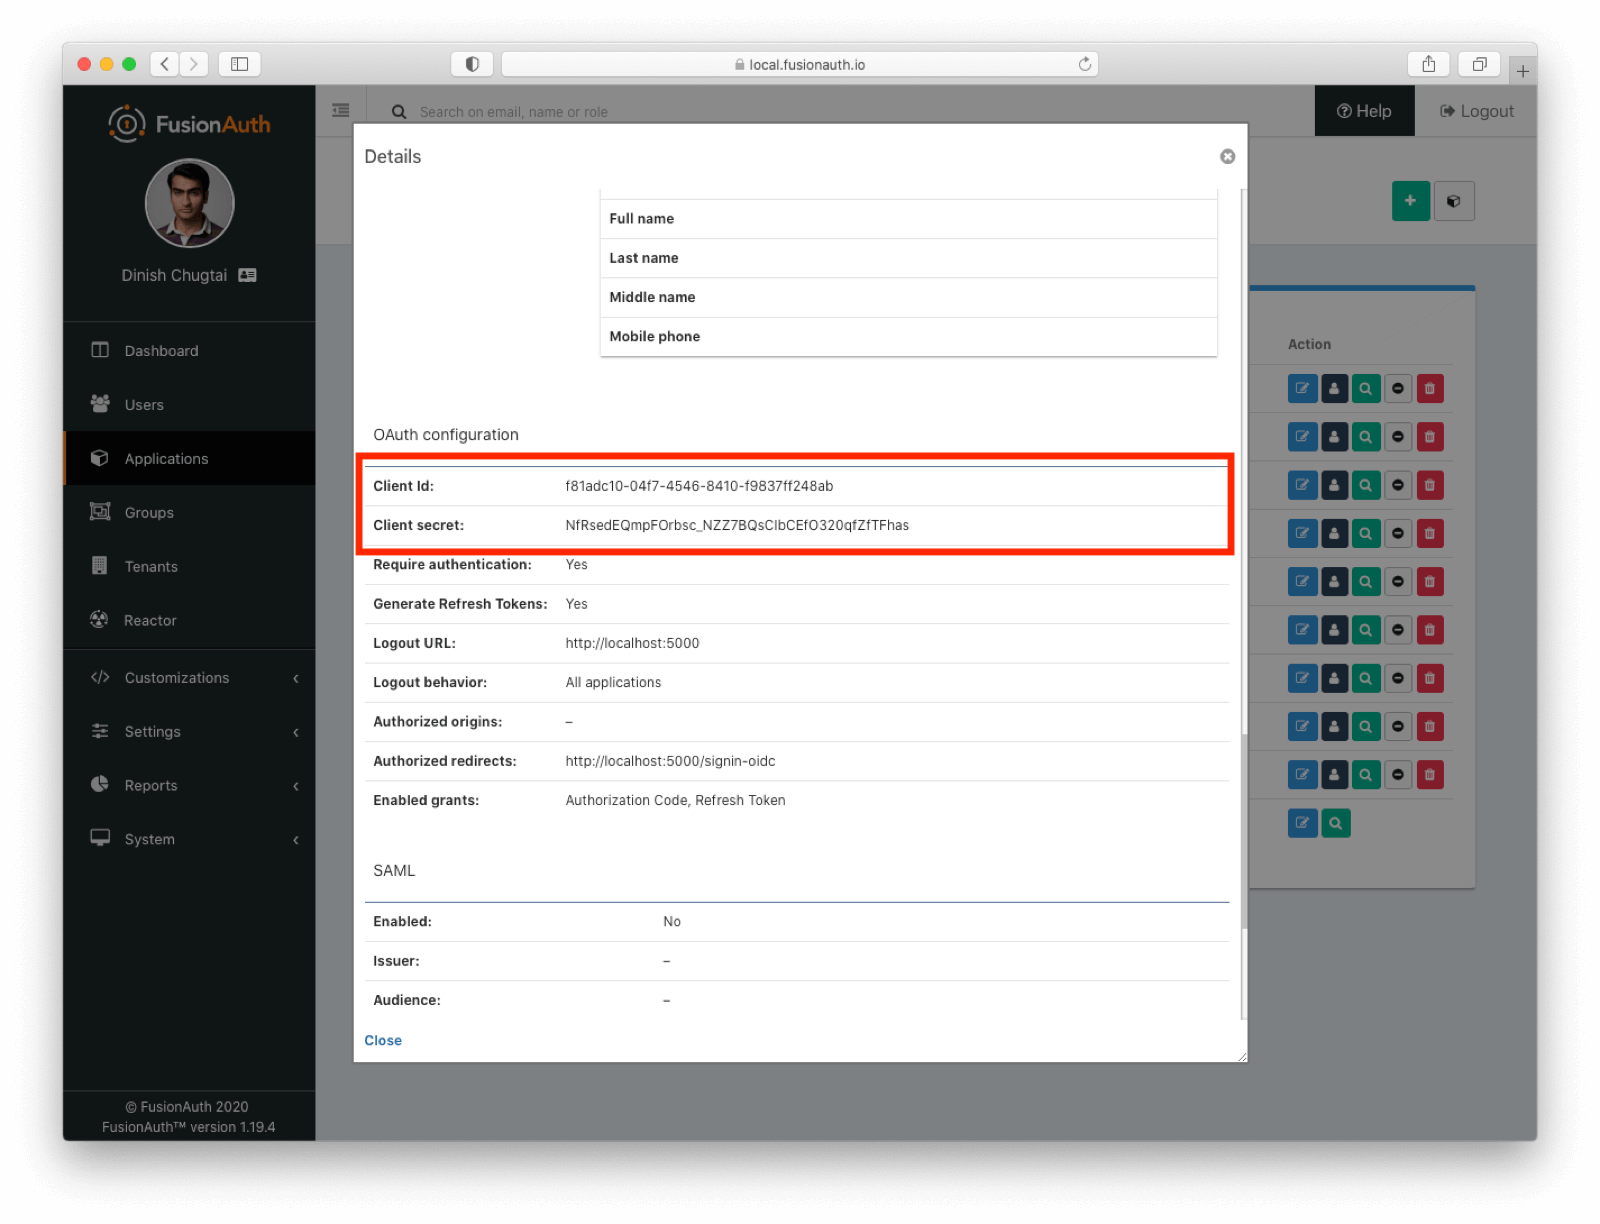 local.fusionauth.io
FusionAuth
Search on email, name or role
Help
Logout
Dinish Chugtai
Dashboard
Users
Applications
Groups
Tenants
Reactor
Customizations
Settings
Reports
System
© FusionAuth 2020
FusionAuth™ version 1.19.4
Details
Full name
Last name
Middle name
Mobile phone
OAuth configuration
Client Id: f81adc10-04f7-4546-8410-f9837ff248ab
Client secret: NfRsedEQmpFOrbsc_NZZ7BQsCIbCEfO320qfZfTFhas
Require authentication: Yes
Generate Refresh Tokens: Yes
Logout URL: http://localhost:5000
Logout behavior: All applications
Authorized origins: –
Authorized redirects: http://localhost:5000/signin-oidc
Enabled grants: Authorization Code, Refresh Token
SAML
Enabled: No
Issuer: –
Audience: –
Close
Action